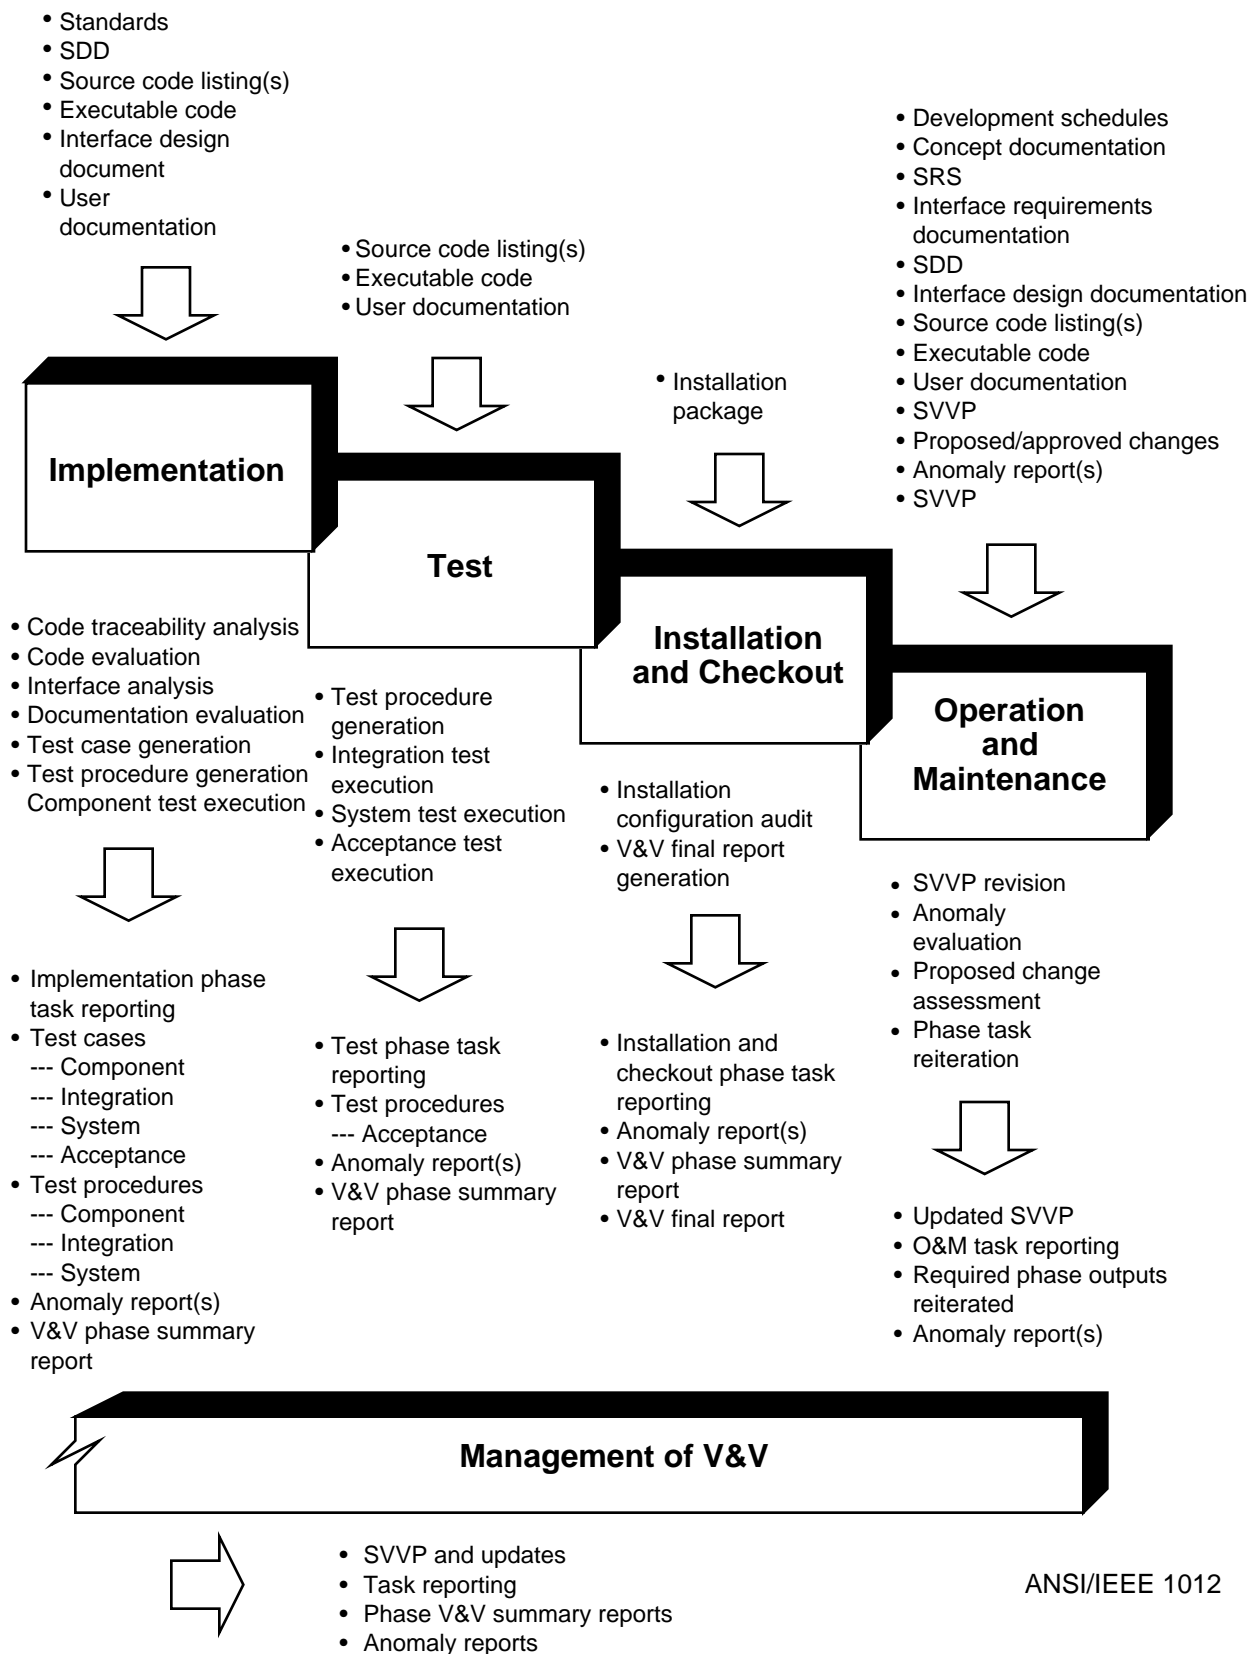 • Standards
• SDD
• Source code listing(s)
• Executable code
• Interface design
document
• User
documentation
• Source code listing(s)
• Executable code
• User documentation
• Installation
package
• Development schedules
• Concept documentation
• SRS
• Interface requirements
documentation
• SDD
• Interface design documentation
• Source code listing(s)
• Executable code
• User documentation
• SVVP
• Proposed/approved changes
• Anomaly report(s)
• SVVP
Implementation
Test
Installation
and Checkout
Operation
and
Maintenance
• Code traceability analysis
• Code evaluation
• Interface analysis
• Documentation evaluation
• Test case generation
• Test procedure generation
Component test execution
• Test procedure
generation
• Integration test
execution
• System test execution
• Acceptance test
execution
• Installation
configuration audit
• V&V final report
generation
• SVVP revision
• Anomaly
evaluation
• Proposed change
assessment
• Phase task
reiteration
• Implementation phase
task reporting
• Test cases
--- Component
--- Integration
--- System
--- Acceptance
• Test procedures
--- Component
--- Integration
--- System
• Anomaly report(s)
• V&V phase summary
report
• Test phase task
reporting
• Test procedures
--- Acceptance
• Anomaly report(s)
• V&V phase summary
report
• Installation and
checkout phase task
reporting
• Anomaly report(s)
• V&V phase summary
report
• V&V final report
• Updated SVVP
• O&M task reporting
• Required phase outputs
reiterated
• Anomaly report(s)
Management of V&V
• SVVP and updates
• Task reporting
• Phase V&V summary reports
• Anomaly reports
ANSI/IEEE 1012